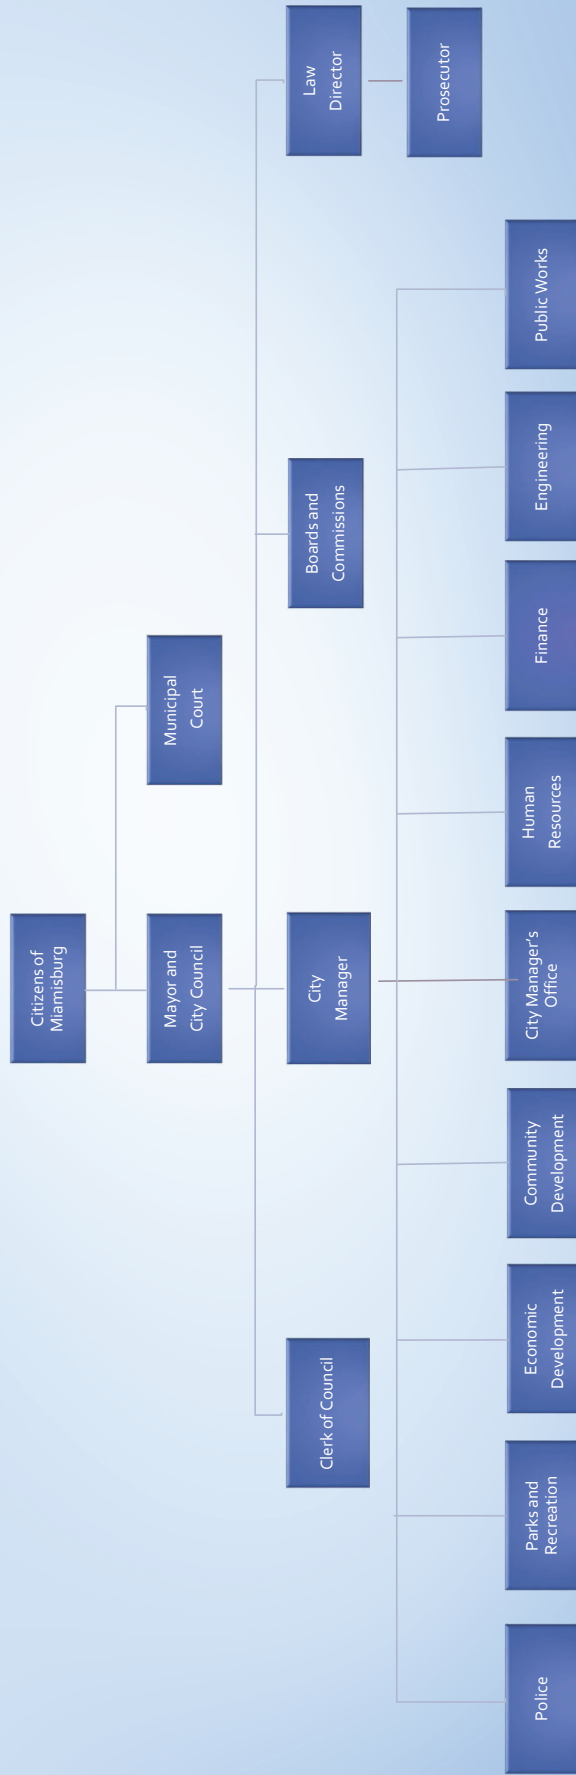 Citizens of
Miamisburg
Mayor and
City Council
Municipal
Court
Clerk of Council
City
Manager
Boards and
Commissions
Law
Director
Prosecutor
Police
Parks and
Recreation
Economic
Development
Community
Development
City Manager's
Office
Human
Resources
Finance
Engineering
Public Works